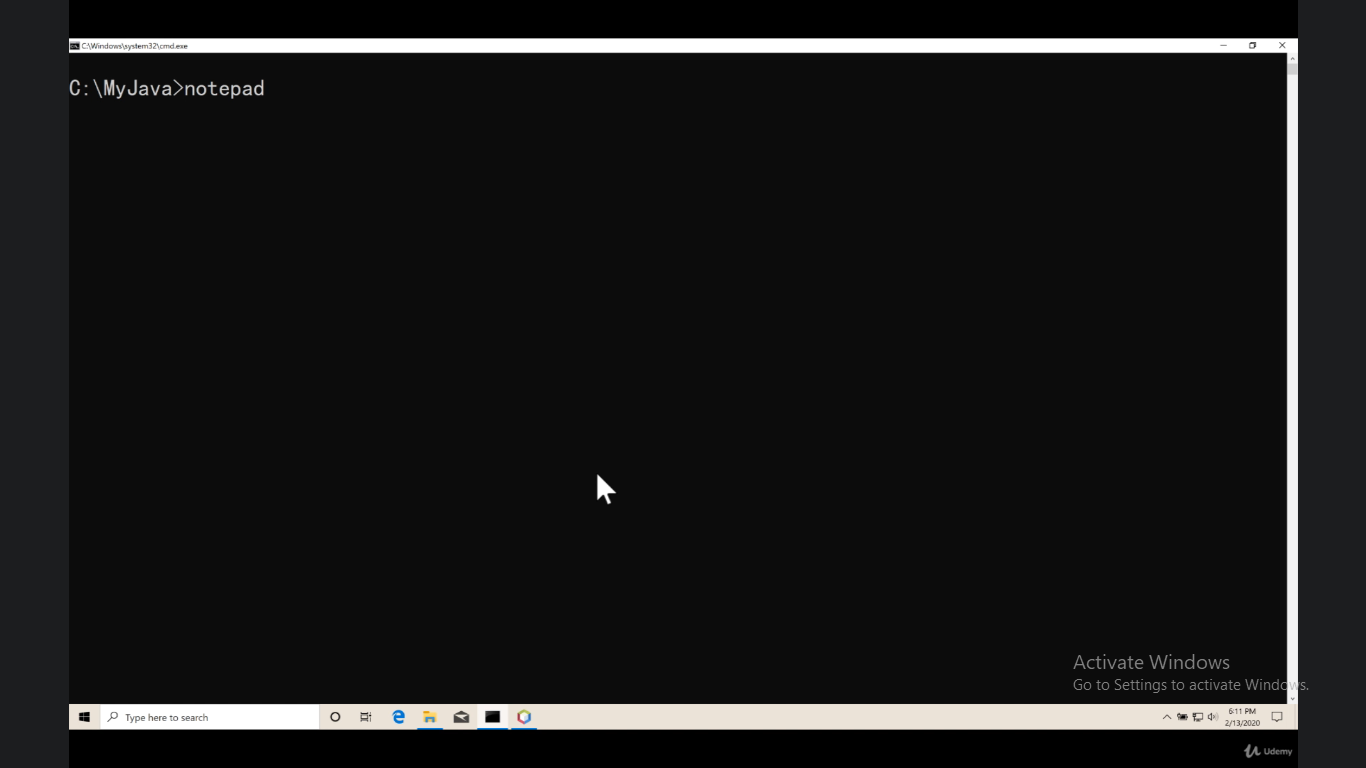 C:\Windows\system32\cmd.exe
C:\MyJava>notepad
Activate Windows
Go to Settings to activate Windows.
Type here to search
6:11 PM
2/13/2020
Udemy